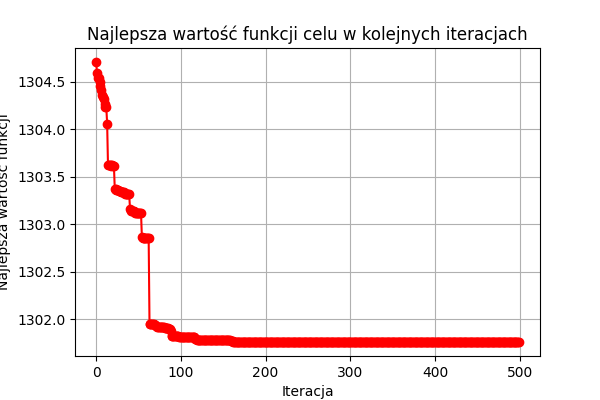 Najlepsza wartość funkcji celu w kolejnych iteracjach
Najlepsza wartość funkcji
1304.5
1304.0
1303.5
1303.0
1302.5
1302.0
0 100 200 300 400 500
Iteracja